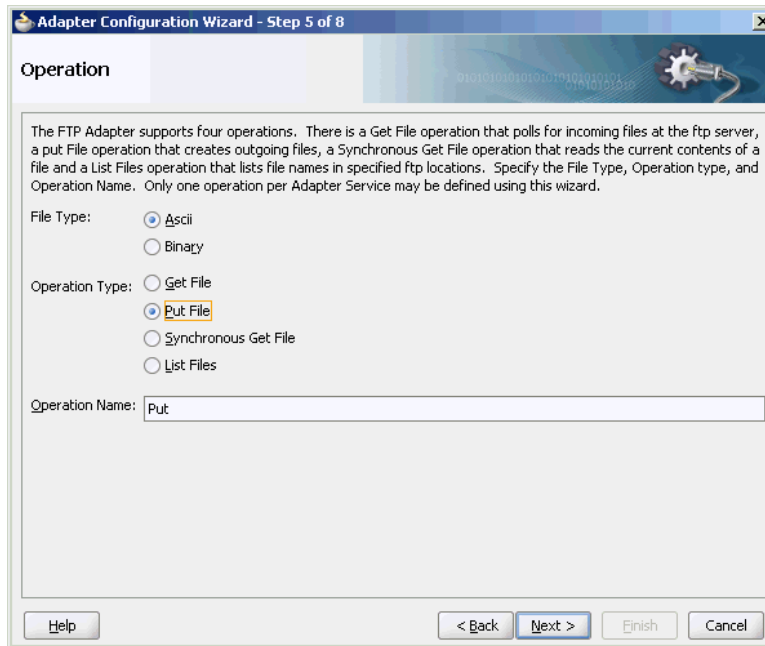 Adapter Configuration Wizard - Step 5 of 8
Operation
The FTP Adapter supports four operations. There is a Get File operation that polls for incoming files at the ftp server,
a put File operation that creates outgoing files, a Synchronous Get File operation that reads the current contents of a
file and a List Files operation that lists file names in specified ftp locations. Specify the File Type, Operation type, and
Operation Name. Only one operation per Adapter Service may be defined using this wizard.
File Type:
Ascii
Binary
Operation Type:
Get File
Put File
Synchronous Get File
List Files
Operation Name: Put
Help < Back Next > Finish Cancel